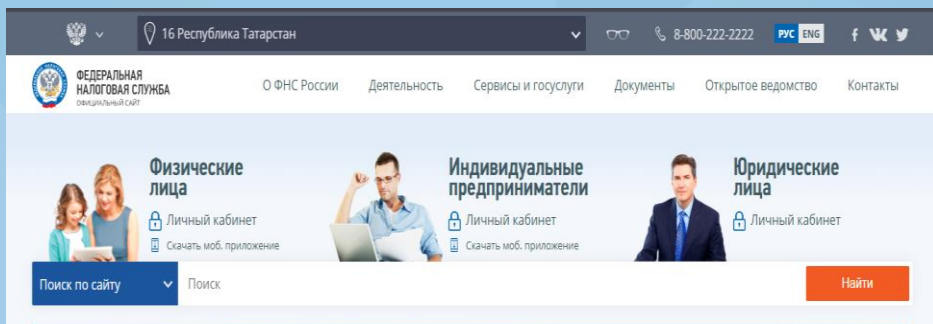 16 Республика Татарстан
8-800-222-2222
РУС ENG
ФЕДЕРАЛЬНАЯ
НАЛОГОВАЯ СЛУЖБА
ОФИЦИАЛЬНЫЙ САЙТ
О ФНС России Деятельность Сервисы и госуслуги Документы Открытое ведомство Контакты
Физические
лица
Личный кабинет
Скачать моб. приложение
Индивидуальные
предприниматели
Личный кабинет
Скачать моб. приложение
Юридические
лица
Личный кабинет
Поиск по сайту Поиск Найти